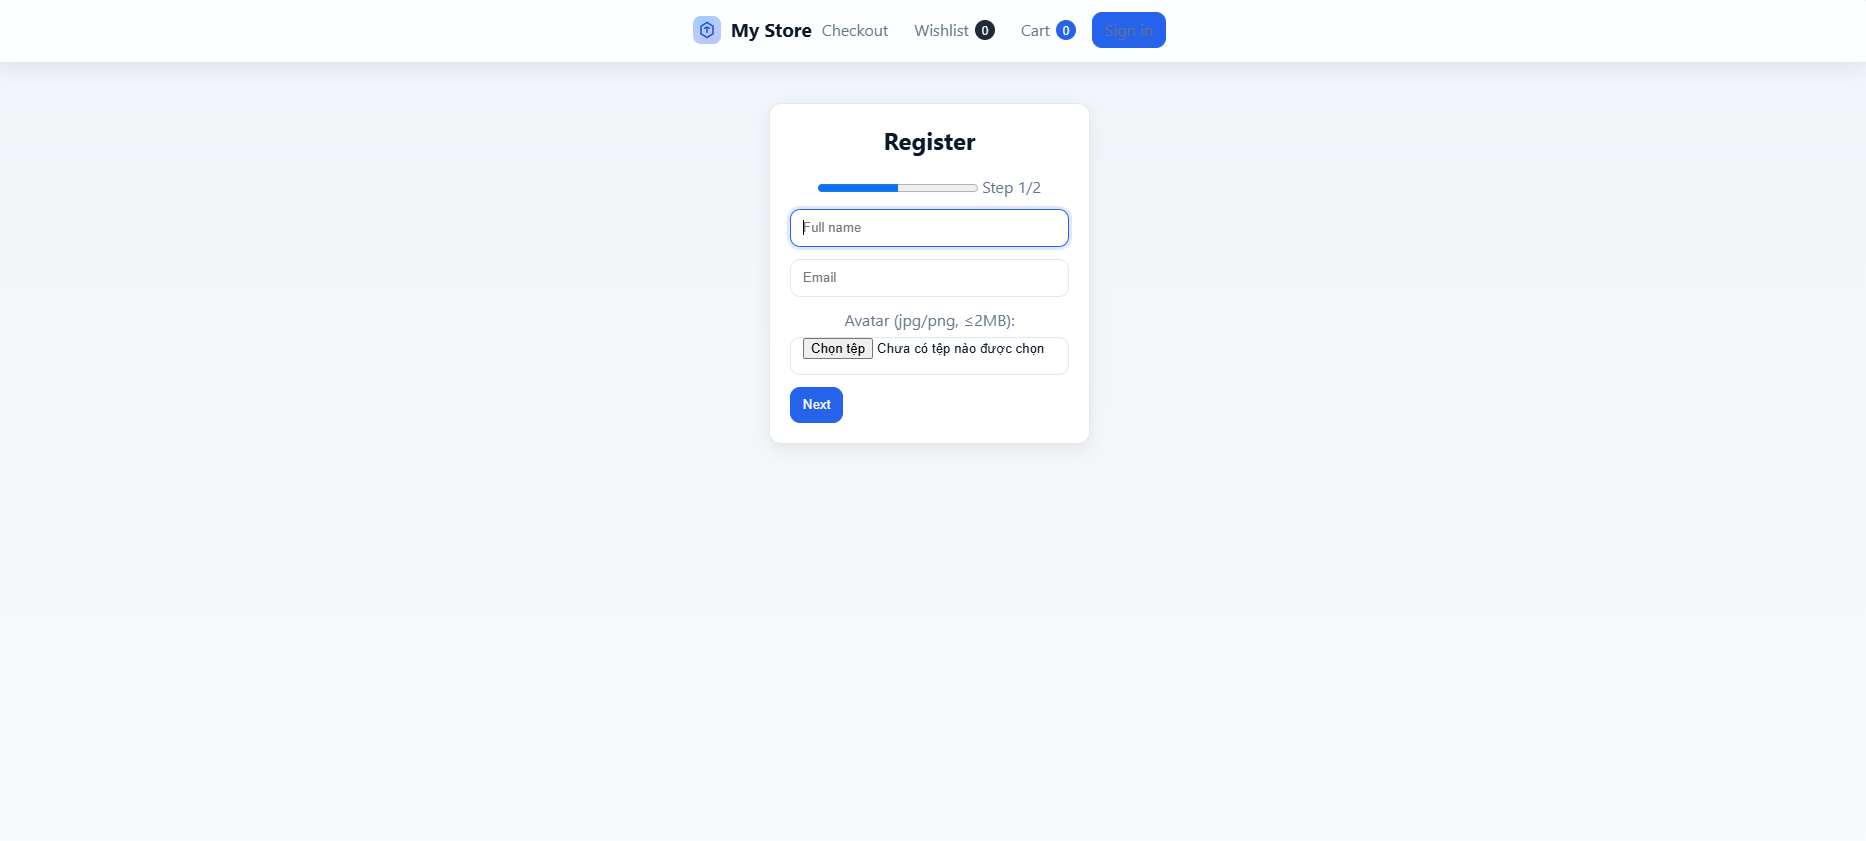 My Store Checkout Wishlist 0 Cart 0 Sign in
Register
Step 1/2
Full name
Email
Avatar (jpg/png, ≤2MB):
Chọn tệp Chưa có tệp nào được chọn
Next